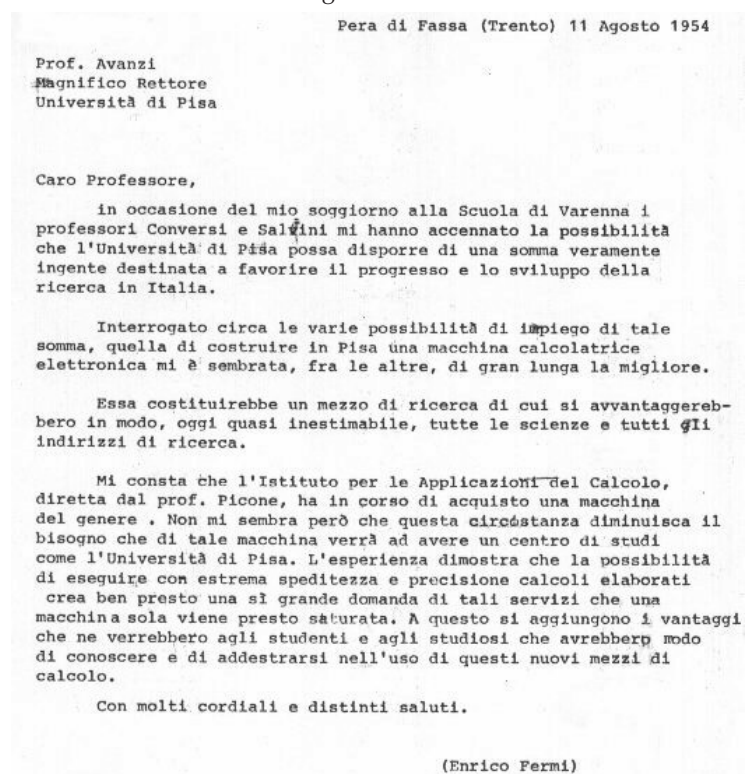 Pera di Fassa (Trento) 11 Agosto 1954
Prof. Avanzi
Magnifico Rettore
Università di Pisa
Caro Professore,
in occasione del mio soggiorno alla Scuola di Varenna i
professori Conversi e Salvini mi hanno accennato la possibilità
che l'Università di Pisa possa disporre di una somma veramente
ingente destinata a favorire il progresso e lo sviluppo della
ricerca in Italia.
Interrogato circa le varie possibilità di impiego di tale
somma, quella di costruire in Pisa una macchina calcolatrice
elettronica mi è sembrata, fra le altre, di gran lunga la migliore.
Essa costituirebbe un mezzo di ricerca di cui si avvantaggereb-
bero in modo, oggi quasi inestimabile, tutte le scienze e tutti gli
indirizzi di ricerca.
Mi consta che l'Istituto per le Applicazioni del Calcolo,
diretta dal prof. Picone, ha in corso di acquisto una macchina
del genere . Non mi sembra però che questa circostanza diminuisca il
bisogno che di tale macchina verrà ad avere un centro di studi
come l'Università di Pisa. L'esperienza dimostra che la possibilità
di eseguire con estrema speditezza e precisione calcoli elaborati
crea ben presto una sì grande domanda di tali servizi che una
macchina sola viene presto saturata. A questo si aggiungono i vantaggi
che ne verrebbero agli studenti e agli studiosi che avrebbero modo
di conoscere e di addestrarsi nell'uso di questi nuovi mezzi di
calcolo.
Con molti cordiali e distinti saluti.
(Enrico Fermi)